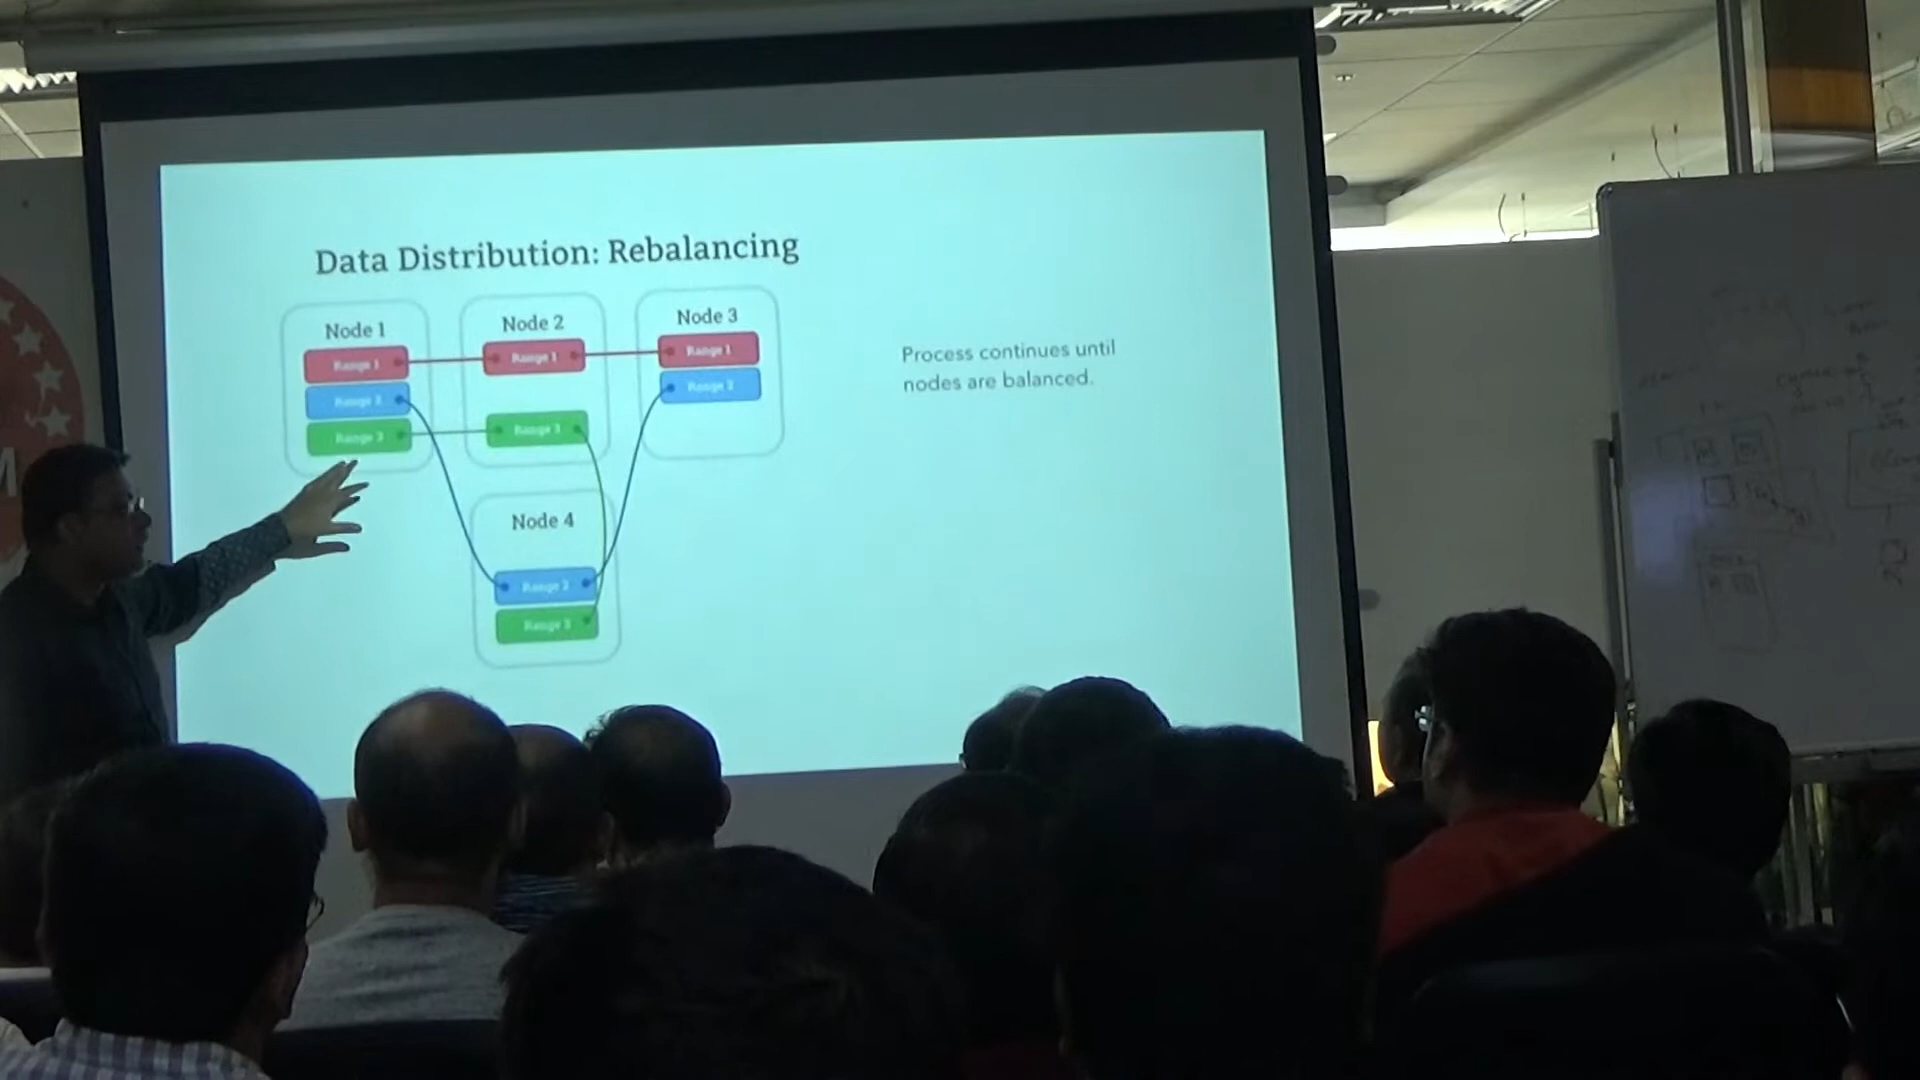 Data Distribution: Rebalancing
Node 1
Range 1
Range 2
Range 3
Node 2
Range 1
Range 3
Node 3
Range 1
Range 2
Node 4
Range 2
Range 3
Process continues until
nodes are balanced.
M